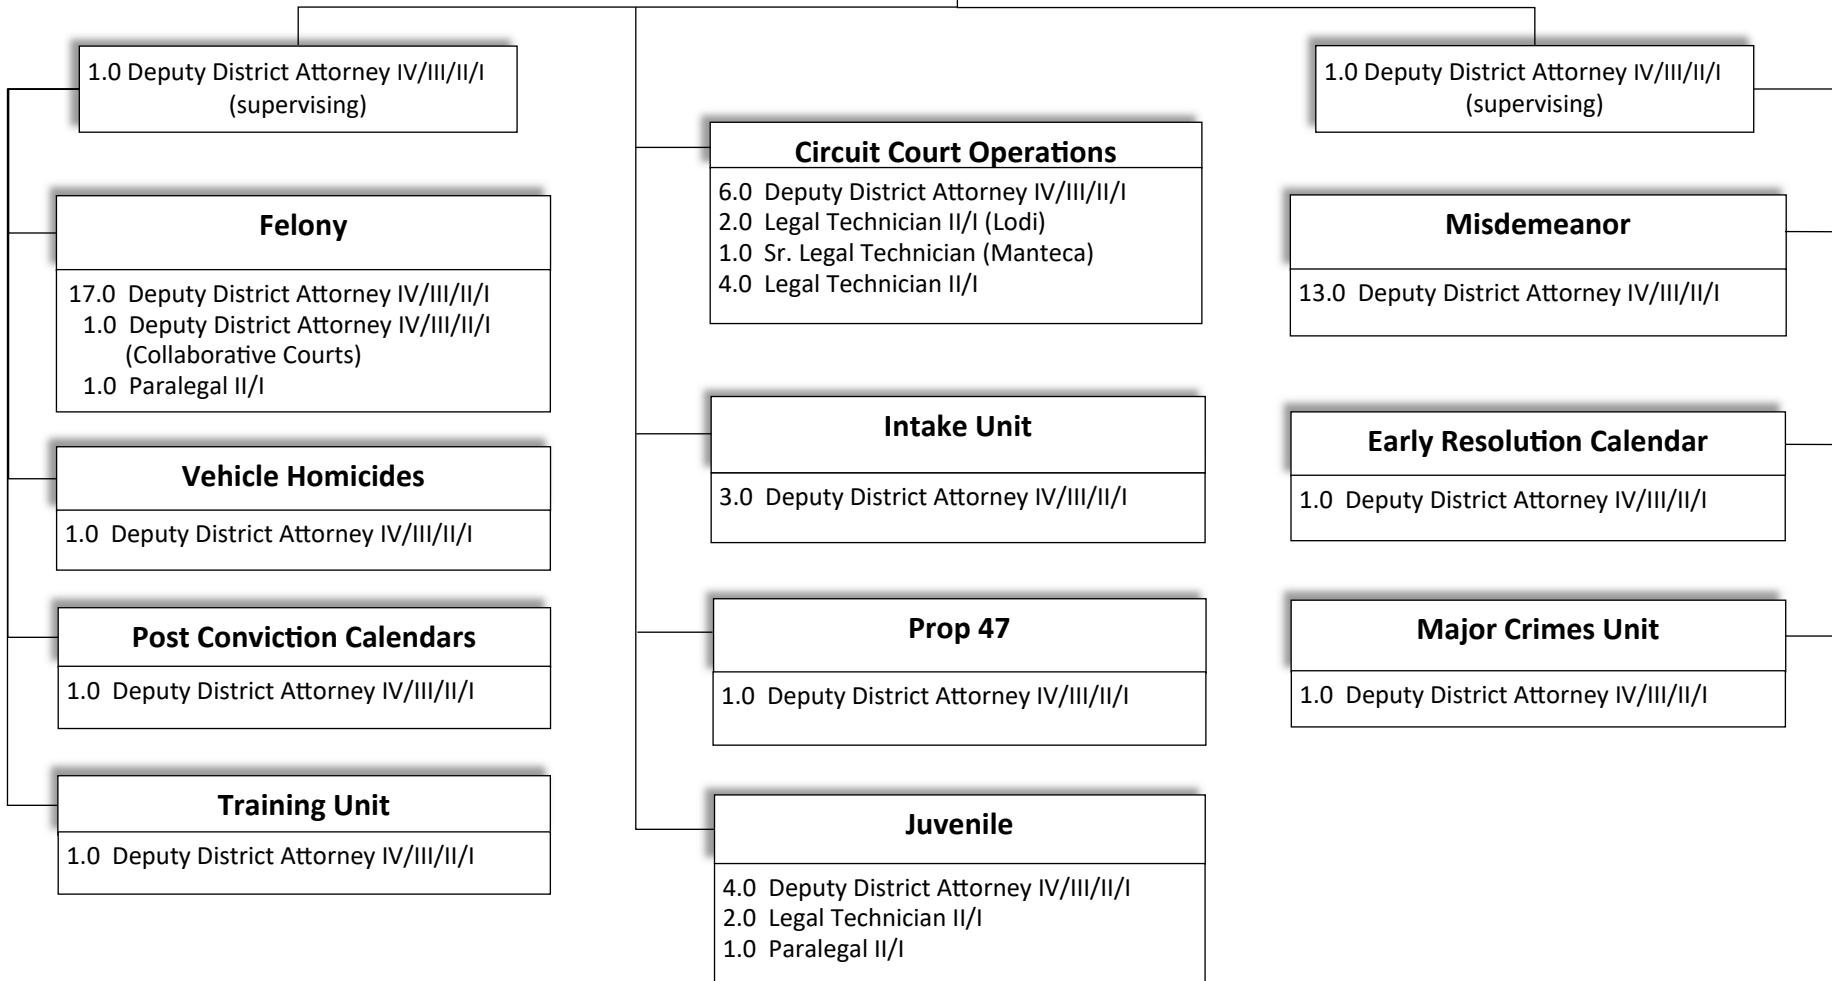 1.0 Deputy District Attorney IV/III/II/I
(supervising)
Felony
17.0 Deputy District Attorney IV/III/II/I
1.0 Deputy District Attorney IV/III/II/I
(Collaborative Courts)
1.0 Paralegal II/I
Vehicle Homicides
1.0 Deputy District Attorney IV/III/II/I
Post Conviction Calendars
1.0 Deputy District Attorney IV/III/II/I
Training Unit
1.0 Deputy District Attorney IV/III/II/I
Circuit Court Operations
6.0 Deputy District Attorney IV/III/II/I
2.0 Legal Technician II/I (Lodi)
1.0 Sr. Legal Technician (Manteca)
4.0 Legal Technician II/I
Intake Unit
3.0 Deputy District Attorney IV/III/II/I
Prop 47
1.0 Deputy District Attorney IV/III/II/I
Juvenile
4.0 Deputy District Attorney IV/III/II/I
2.0 Legal Technician II/I
1.0 Paralegal II/I
1.0 Deputy District Attorney IV/III/II/I
(supervising)
Misdemeanor
13.0 Deputy District Attorney IV/III/II/I
Early Resolution Calendar
1.0 Deputy District Attorney IV/III/II/I
Major Crimes Unit
1.0 Deputy District Attorney IV/III/II/I